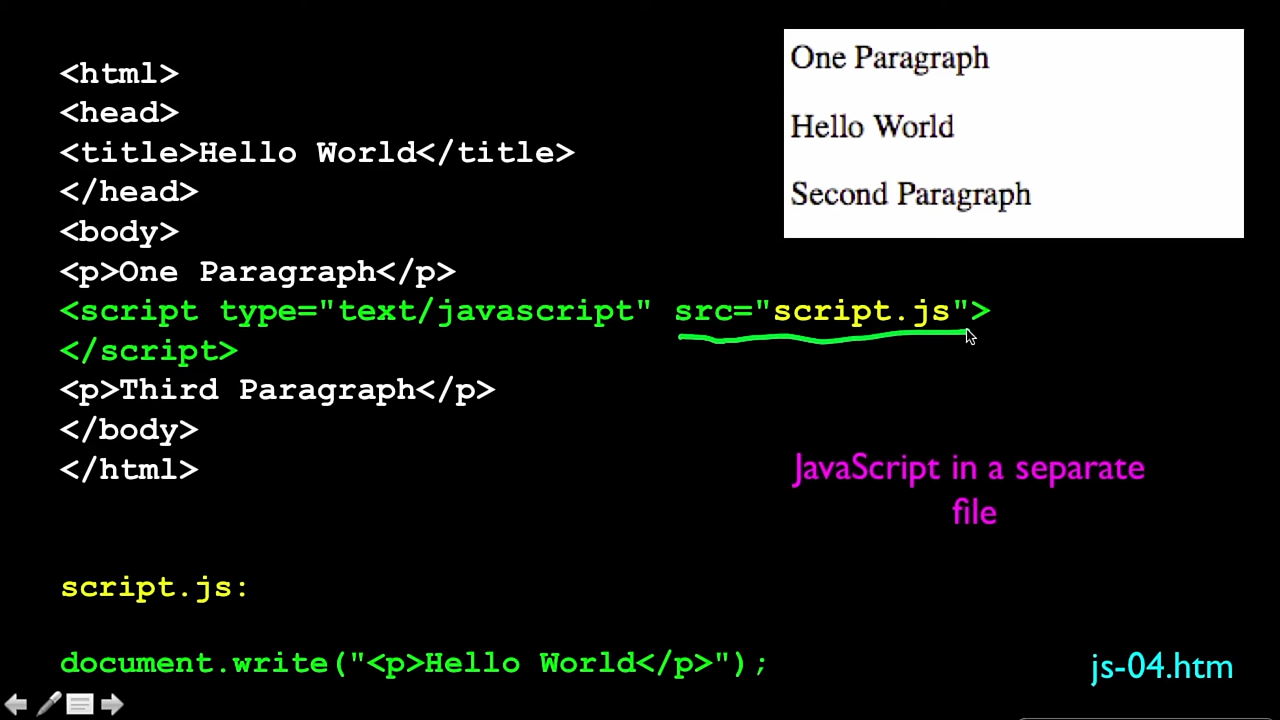 <html>
<head>
<title>Hello World</title>
</head>
<body>
<p>One Paragraph</p>
<script type="text/javascript" src="script.js">
</script>
<p>Third Paragraph</p>
</body>
</html>
One Paragraph
Hello World
Second Paragraph
JavaScript in a separate
file
script.js:
document.write("<p>Hello World</p>");
js-04.htm